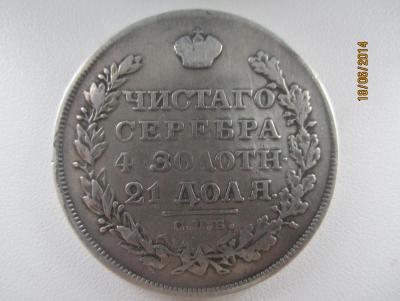 ЧИСТАГО
СЕРЕБРА
4 ЗОЛОТН.
21 ДОЛЯ.
С.П.Б.
19/06/2014